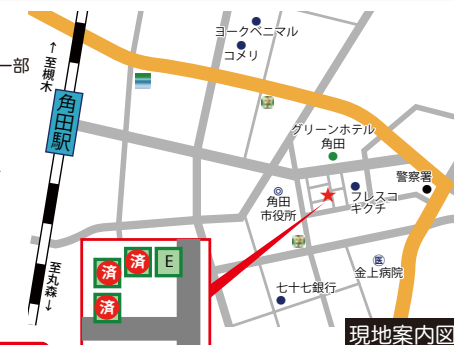 ヨークベニマル
コメリ
一部
↑至槻木
角田駅
グリーンホテル
角田
警察署
フレスコ
キクチ
角田
市役所
済
済
E
済
至丸森↓
医
金上病院
七十七銀行
現地案内図